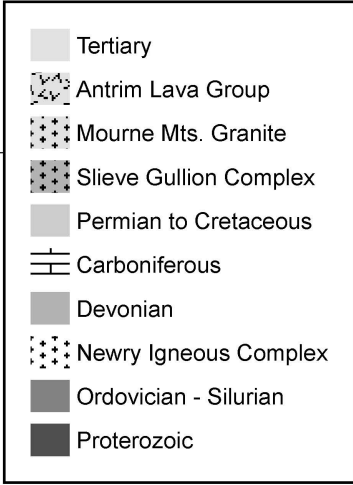 Tertiary
Antrim Lava Group
Mourne Mts. Granite
Slieve Gullion Complex
Permian to Cretaceous
Carboniferous
Devonian
Newry Igneous Complex
Ordovician - Silurian
Proterozoic